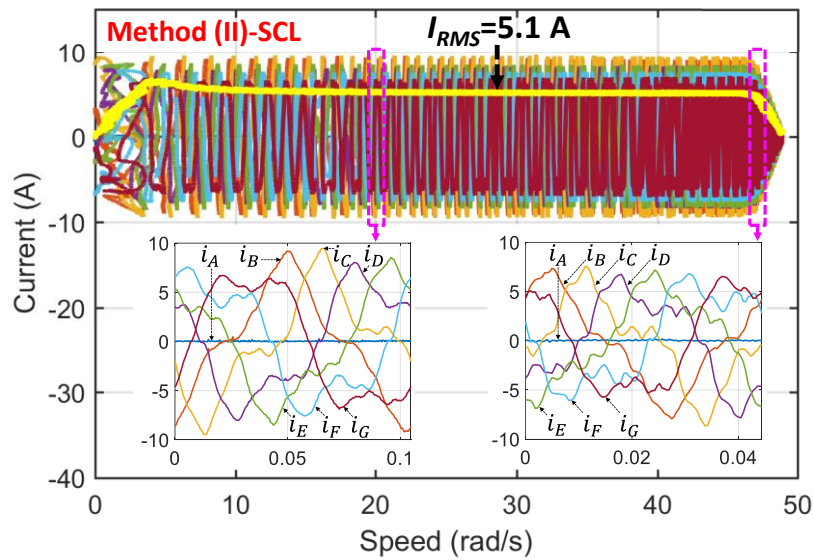 Method (II)-SCL
I_RMS=5.1 A
10
0
-10
-20
-30
-40
Current (A)
0
10
20
30
40
50
Speed (rad/s)
10
5
0
-5
-10
0
0.05
0.1
i_A
i_B
i_C
i_D
i_E
i_F
i_G
10
5
0
-5
-10
0
0.02
0.04
i_A
i_B
i_C
i_D
i_E
i_F
i_G